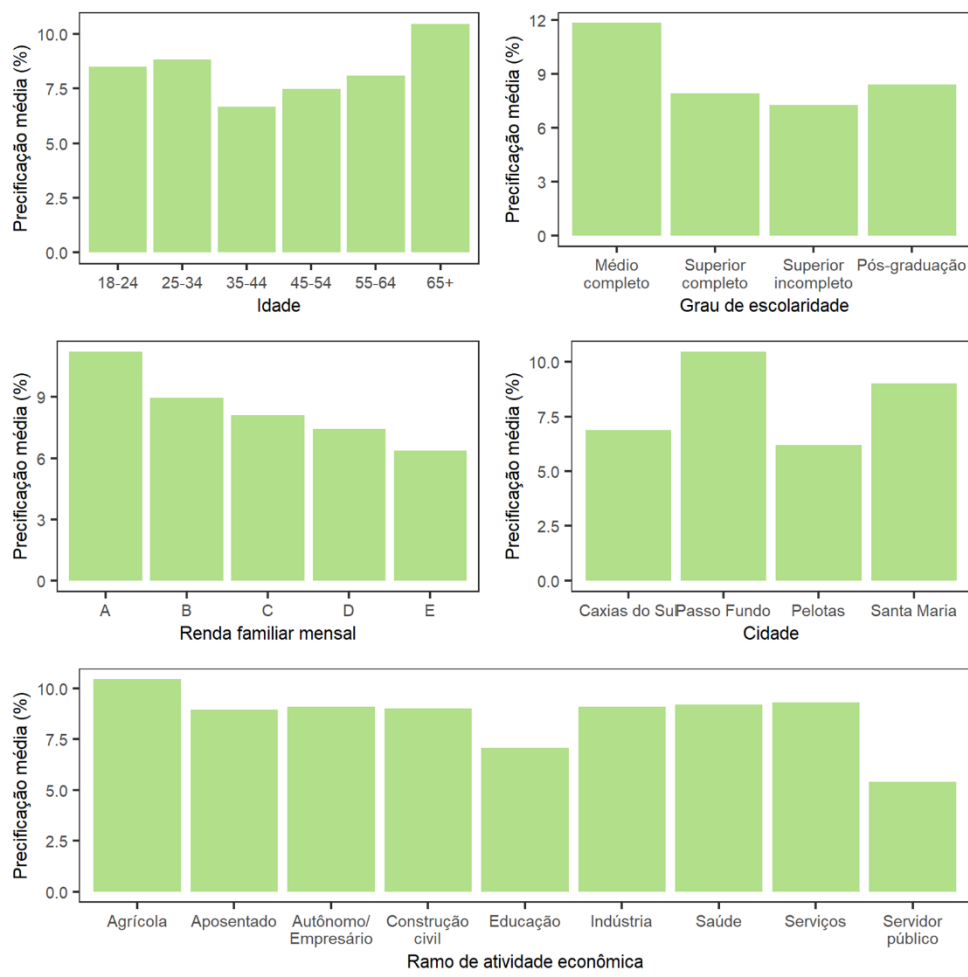 Precificação média (%)
10.0
7.5
5.0
2.5
0.0
18-24 25-34 35-44 45-54 55-64 65+
Idade
Precificação média (%)
12
9
6
3
0
Médio Superior Superior Pós-graduação
completo completo incompleto
Grau de escolaridade
Precificação média (%)
9
6
3
0
A B C D E
Renda familiar mensal
Precificação média (%)
10.0
7.5
5.0
2.5
0.0
Caxias do Sul Passo Fundo Pelotas Santa Maria
Cidade
Precificação média (%)
10.0
7.5
5.0
2.5
0.0
Agrícola Aposentado Autônomo/ Construção Educação Indústria Saúde Serviços Servidor
Empresário civil público
Ramo de atividade econômica